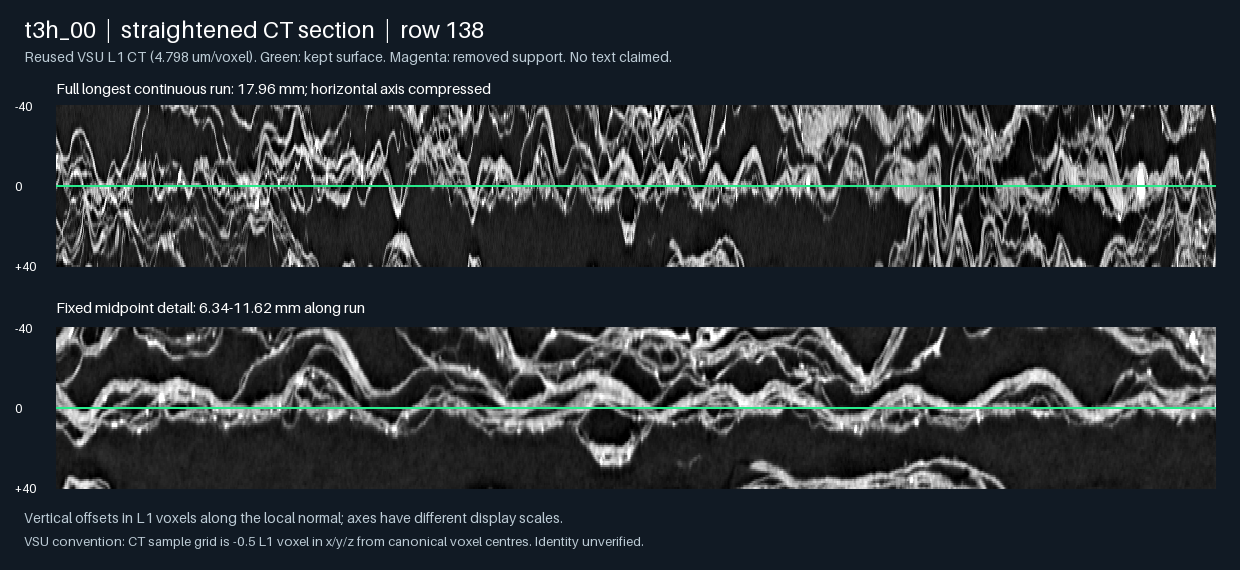 t3h_00 | straightened CT section | row 138
Reused VSU L1 CT (4.798 um/voxel). Green: kept surface. Magenta: removed support. No text claimed.
Full longest continuous run: 17.96 mm; horizontal axis compressed
-40
0
+40
Fixed midpoint detail: 6.34-11.62 mm along run
-40
0
+40
Vertical offsets in L1 voxels along the local normal; axes have different display scales.
VSU convention: CT sample grid is -0.5 L1 voxel in x/y/z from canonical voxel centres. Identity unverified.